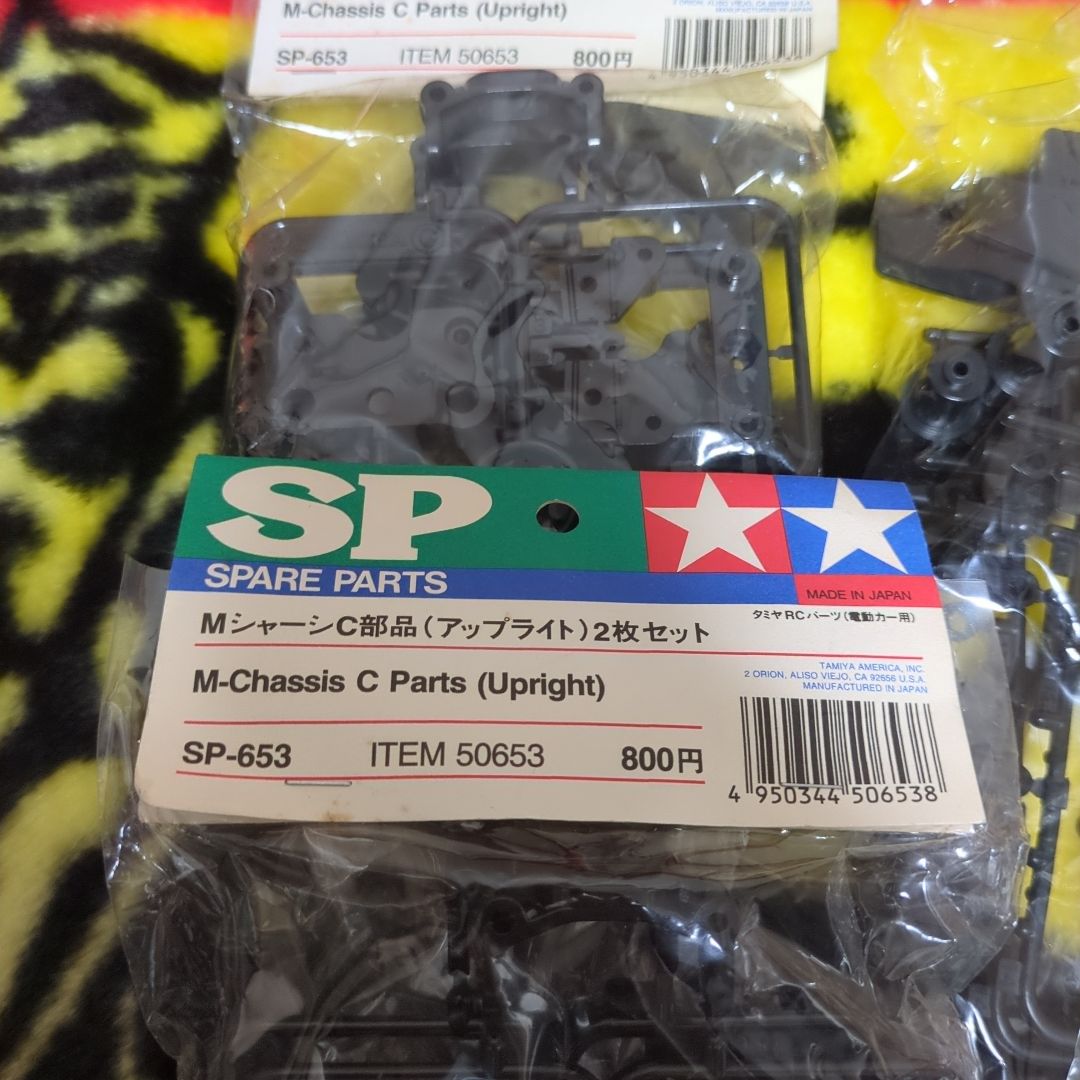 M-Chassis C Parts (Upright)
SP-653 ITEM 50653 800円
MANUFACTURED IN JAPAN
SP
SPARE PARTS
MADE IN JAPAN
MシャーシC部品(アップライト)2枚セット
タミヤRCパーツ(電動カー用)
M-Chassis C Parts (Upright)
TAMIYA AMERICA, INC.
2 ORION, ALISO VIEJO, CA 92656 U.S.A.
MANUFACTURED IN JAPAN
SP-653 ITEM 50653 800円
4 950344 506538